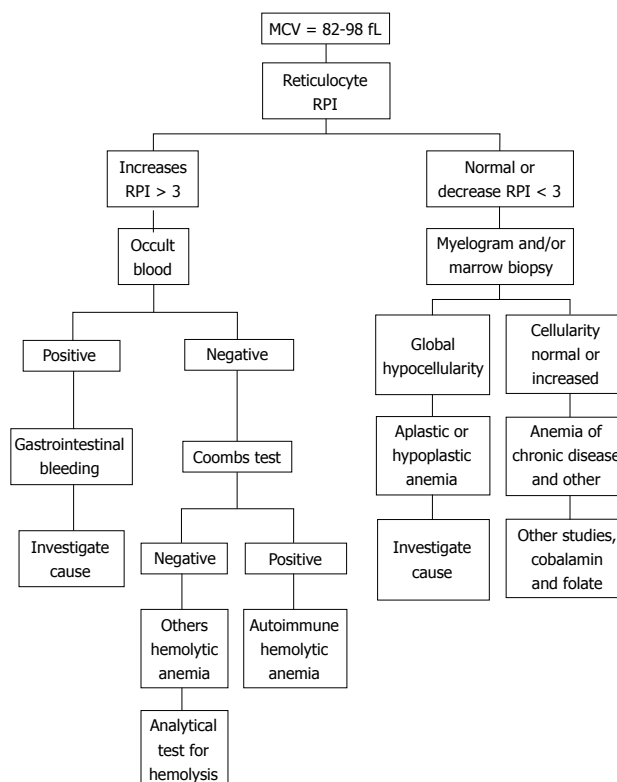 MCV = 82-98 fL
Reticulocyte
RPI
Increases
RPI > 3
Normal or
decrease RPI < 3
Occult
blood
Myelogram and/or
marrow biopsy
Positive
Negative
Global
hypocellularity
Cellularity
normal or
increased
Gastrointestinal
bleeding
Coombs test
Aplastic or
hypoplastic
anemia
Anemia of
chronic disease
and other
Investigate
cause
Negative
Positive
Investigate
cause
Other studies,
cobalamin
and folate
Others
hemolytic
anemia
Autoimmune
hemolytic
anemia
Analytical
test for
hemolysis